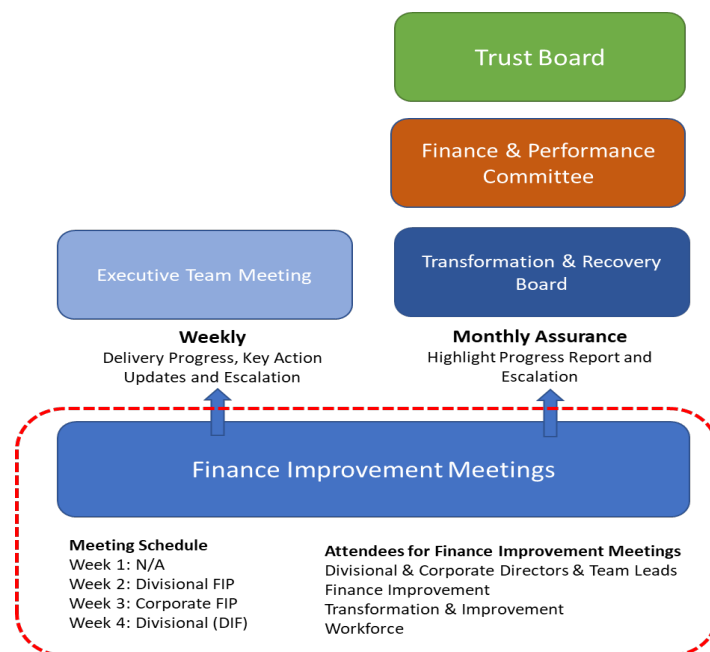 Trust Board
Finance & Performance
Committee
Executive Team Meeting
Transformation & Recovery
Board
Weekly
Delivery Progress, Key Action
Updates and Escalation
Monthly Assurance
Highlight Progress Report and
Escalation
Finance Improvement Meetings
Meeting Schedule
Week 1: N/A
Week 2: Divisional FIP
Week 3: Corporate FIP
Week 4: Divisional (DIF)
Attendees for Finance Improvement Meetings
Divisional & Corporate Directors & Team Leads
Finance Improvement
Transformation & Improvement
Workforce